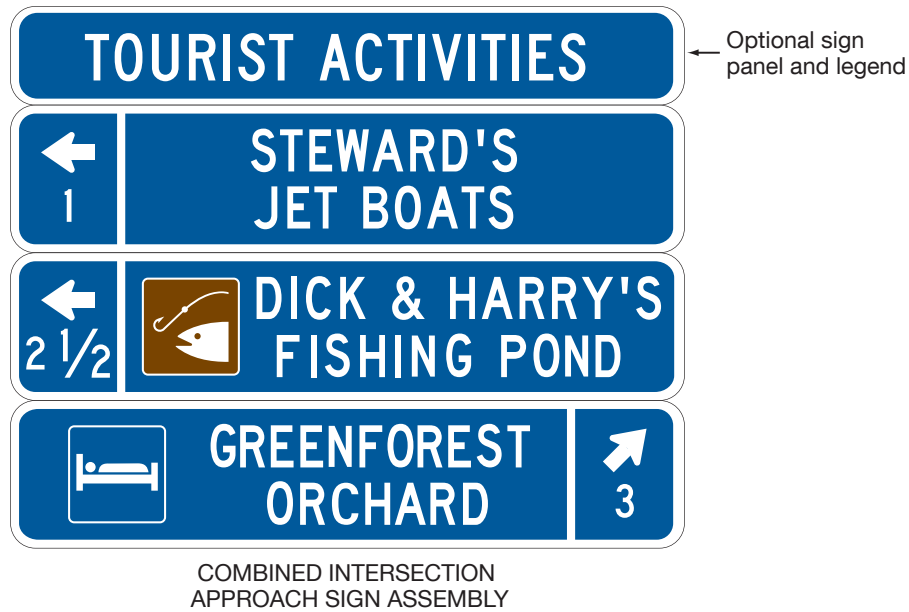 TOURIST ACTIVITIES
Optional sign
panel and legend
STEWARD'S
JET BOATS
1
DICK & HARRY'S
FISHING POND
2 1/2
GREENFOREST
ORCHARD
3
COMBINED INTERSECTION
APPROACH SIGN ASSEMBLY